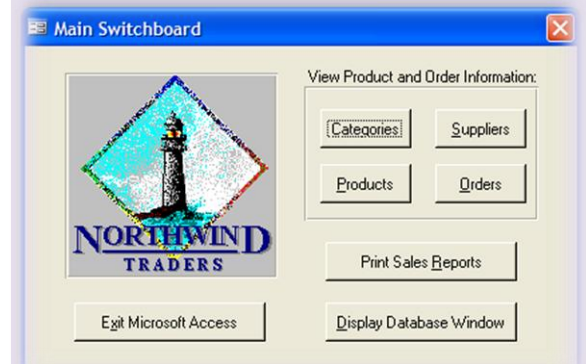 Main Switchboard
View Product and Order Information:
Categories
Suppliers
Products
Orders
NORTHWIND
TRADERS
Print Sales Reports
Exit Microsoft Access
Display Database Window